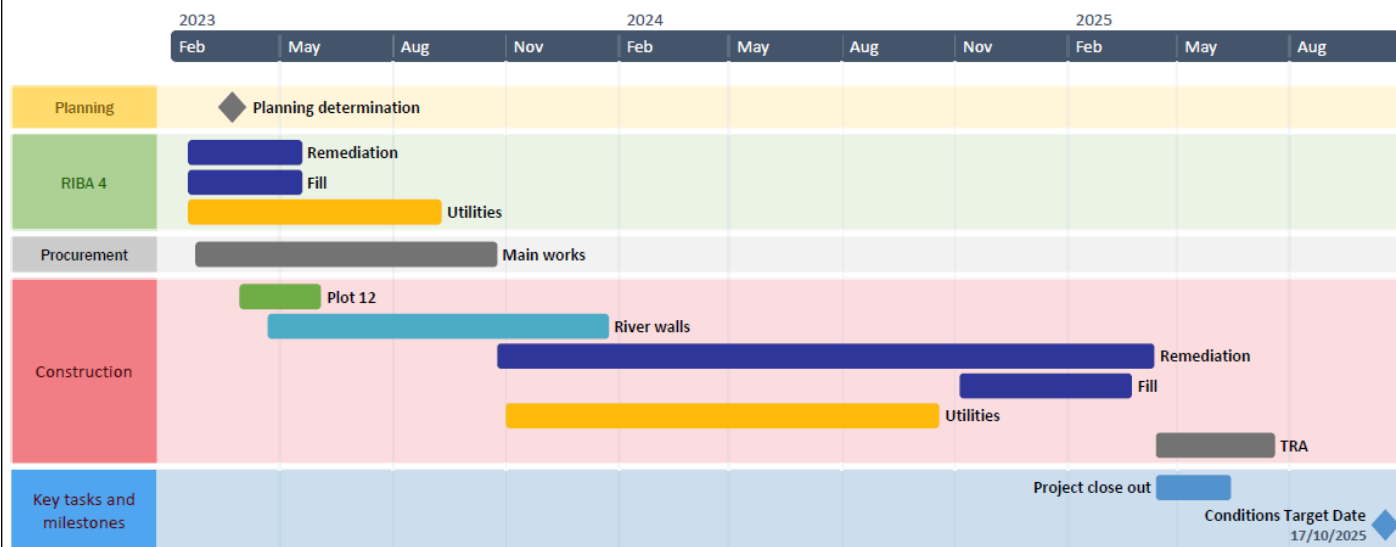 2023 2024 2025
Feb May Aug Nov Feb May Aug Nov Feb May Aug
Planning
Planning determination
RIBA 4
Remediation
Fill
Utilities
Procurement
Main works
Construction
Plot 12
River walls
Remediation
Fill
Utilities
TRA
Key tasks and
milestones
Project close out
Conditions Target Date
17/10/2025